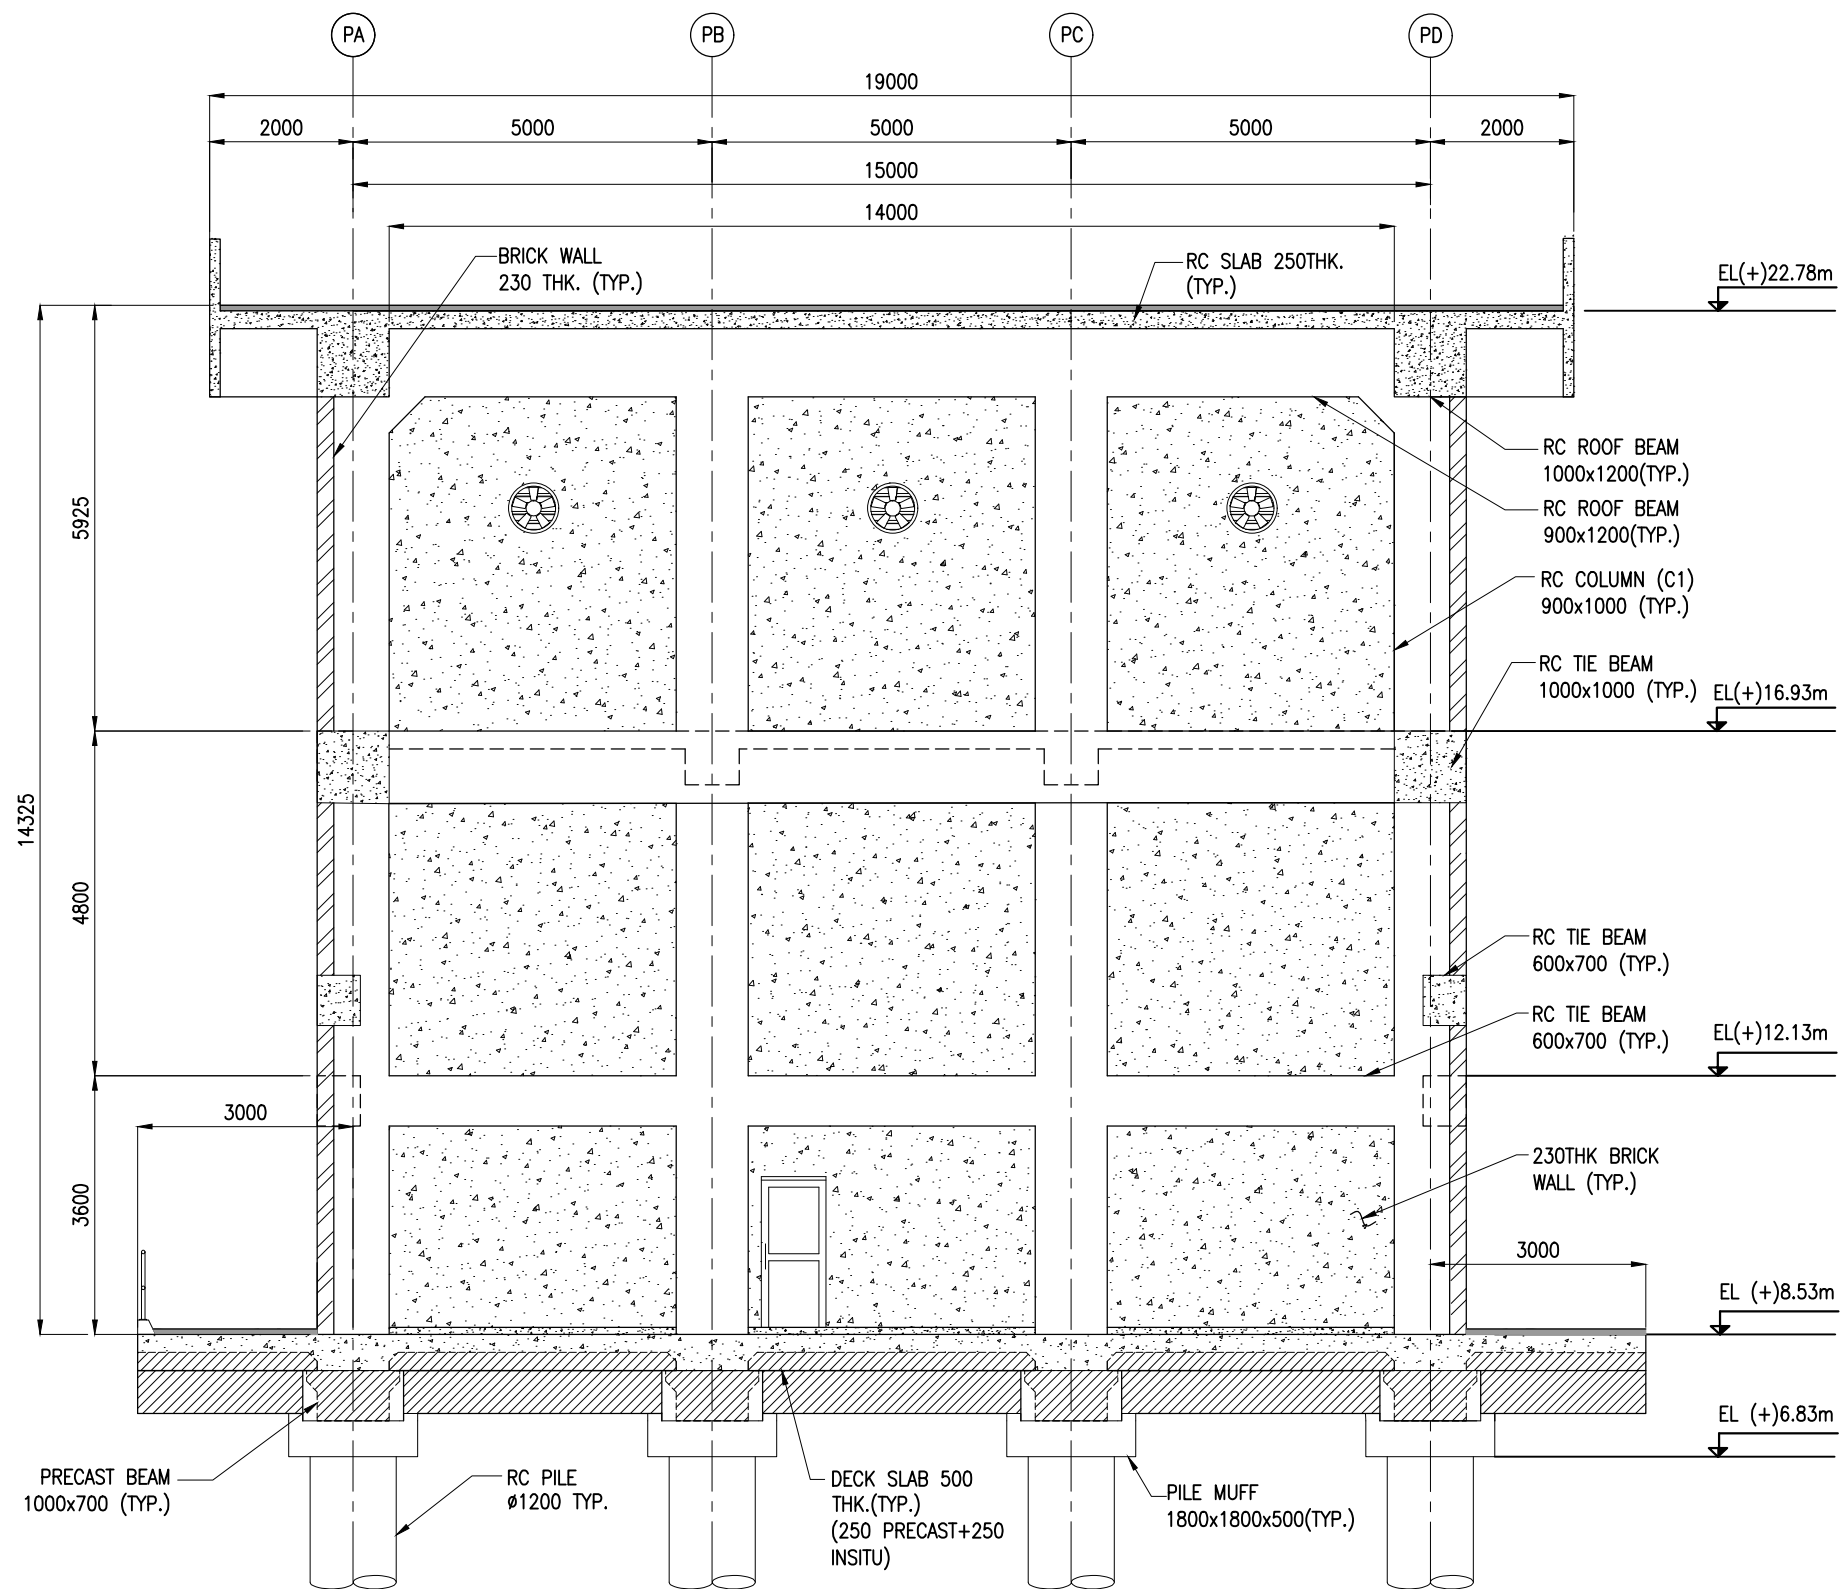 PA
PB
PC
PD
19000
2000
5000
5000
5000
2000
15000
14000
BRICK WALL
230 THK. (TYP.)
RC SLAB 250THK.
(TYP.)
EL(+)22.78m
RC ROOF BEAM
1000x1200(TYP.)
RC ROOF BEAM
900x1200(TYP.)
5925
RC COLUMN (C1)
900x1000 (TYP.)
RC TIE BEAM
1000x1000 (TYP.)
EL(+)16.93m
14325
4800
RC TIE BEAM
600x700 (TYP.)
RC TIE BEAM
600x700 (TYP.)
EL(+)12.13m
3000
3600
230THK BRICK
WALL (TYP.)
3000
EL (+)8.53m
EL (+)6.83m
PRECAST BEAM
1000x700 (TYP.)
RC PILE
ø1200 TYP.
DECK SLAB 500
THK.(TYP.)
(250 PRECAST+250
INSITU)
PILE MUFF
1800x1800x500(TYP.)